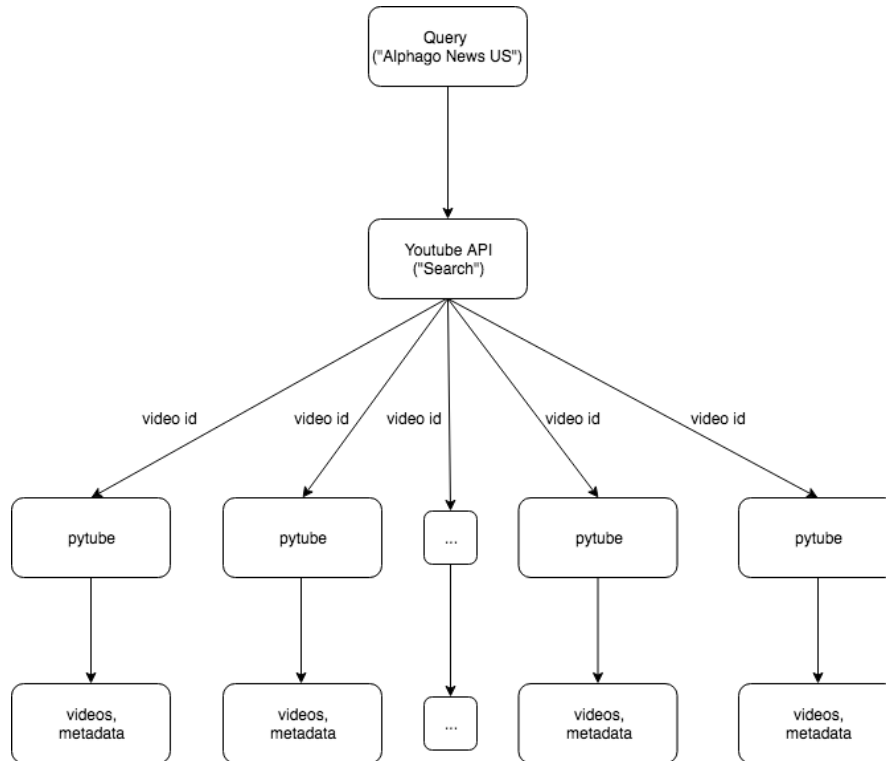 Query
("Alphago News US")
Youtube API
("Search")
video id
video id
video id
video id
video id
pytube
pytube
...
pytube
pytube
videos,
metadata
videos,
metadata
...
videos,
metadata
videos,
metadata